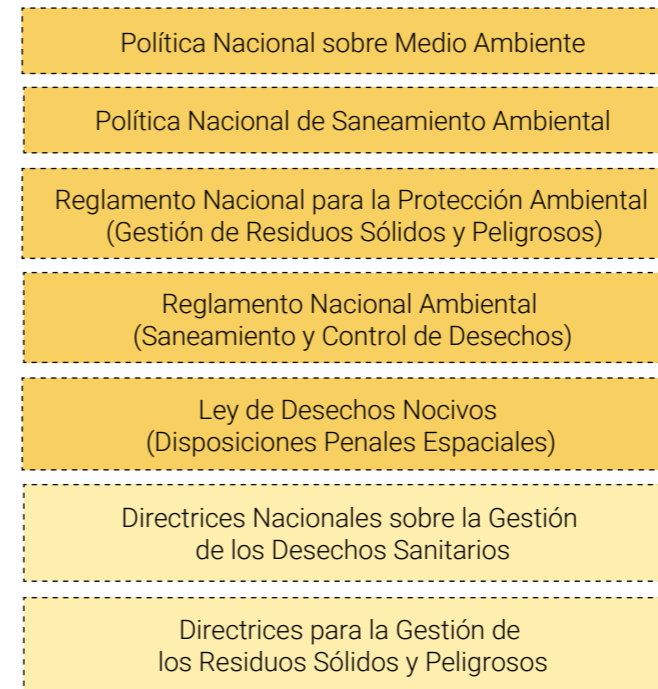 Política Nacional sobre Medio Ambiente
Política Nacional de Saneamiento Ambiental
Reglamento Nacional para la Protección Ambiental
(Gestión de Residuos Sólidos y Peligrosos)
Reglamento Nacional Ambiental
(Saneamiento y Control de Desechos)
Ley de Desechos Nocivos
(Disposiciones Penales Espaciales)
Directrices Nacionales sobre la Gestión
de los Desechos Sanitarios
Directrices para la Gestión de
los Residuos Sólidos y Peligrosos